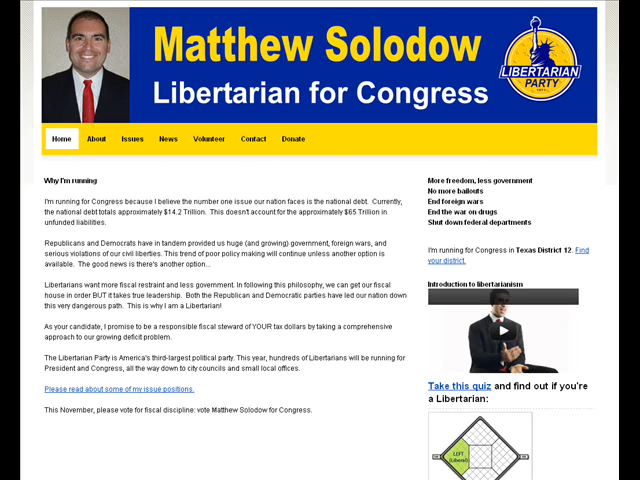 Matthew Solodow
Libertarian for Congress
LIBERTARIAN
PARTY
Home About Issues News Volunteer Contact Donate
Why I'm running
I'm running for Congress because I believe the number one issue our nation faces is the national debt. Currently,
the national debt totals approximately $14.2 Trillion. This doesn't account for the approximately $65 Trillion in
unfunded liabilities.
Republicans and Democrats have in tandem provided us huge (and growing) government, foreign wars, and
serious violations of our civil liberties. This trend of poor policy making will continue unless another option is
available. The good news is there's another option...
Libertarians want more fiscal restraint and less government. In following this philosophy, we can get our fiscal
house in order BUT it takes true leadership. Both the Republican and Democratic parties have led our nation down
this very dangerous path. This is why I am a Libertarian!
As your candidate, I promise to be a responsible fiscal steward of YOUR tax dollars by taking a comprehensive
approach to our growing deficit problem.
The Libertarian Party is America's third-largest political party. This year, hundreds of Libertarians will be running for
President and Congress, all the way down to city councils and small local offices.
Please read about some of my issue positions.
This November, please vote for fiscal discipline: vote Matthew Solodow for Congress.
More freedom, less government
No more bailouts
End foreign wars
End the war on drugs
Shut down federal departments
I'm running for Congress in Texas District 12. Find
your district.
Introduction to libertarianism
Take this quiz and find out if you're
a Libertarian:
LEFT
(Liberal)